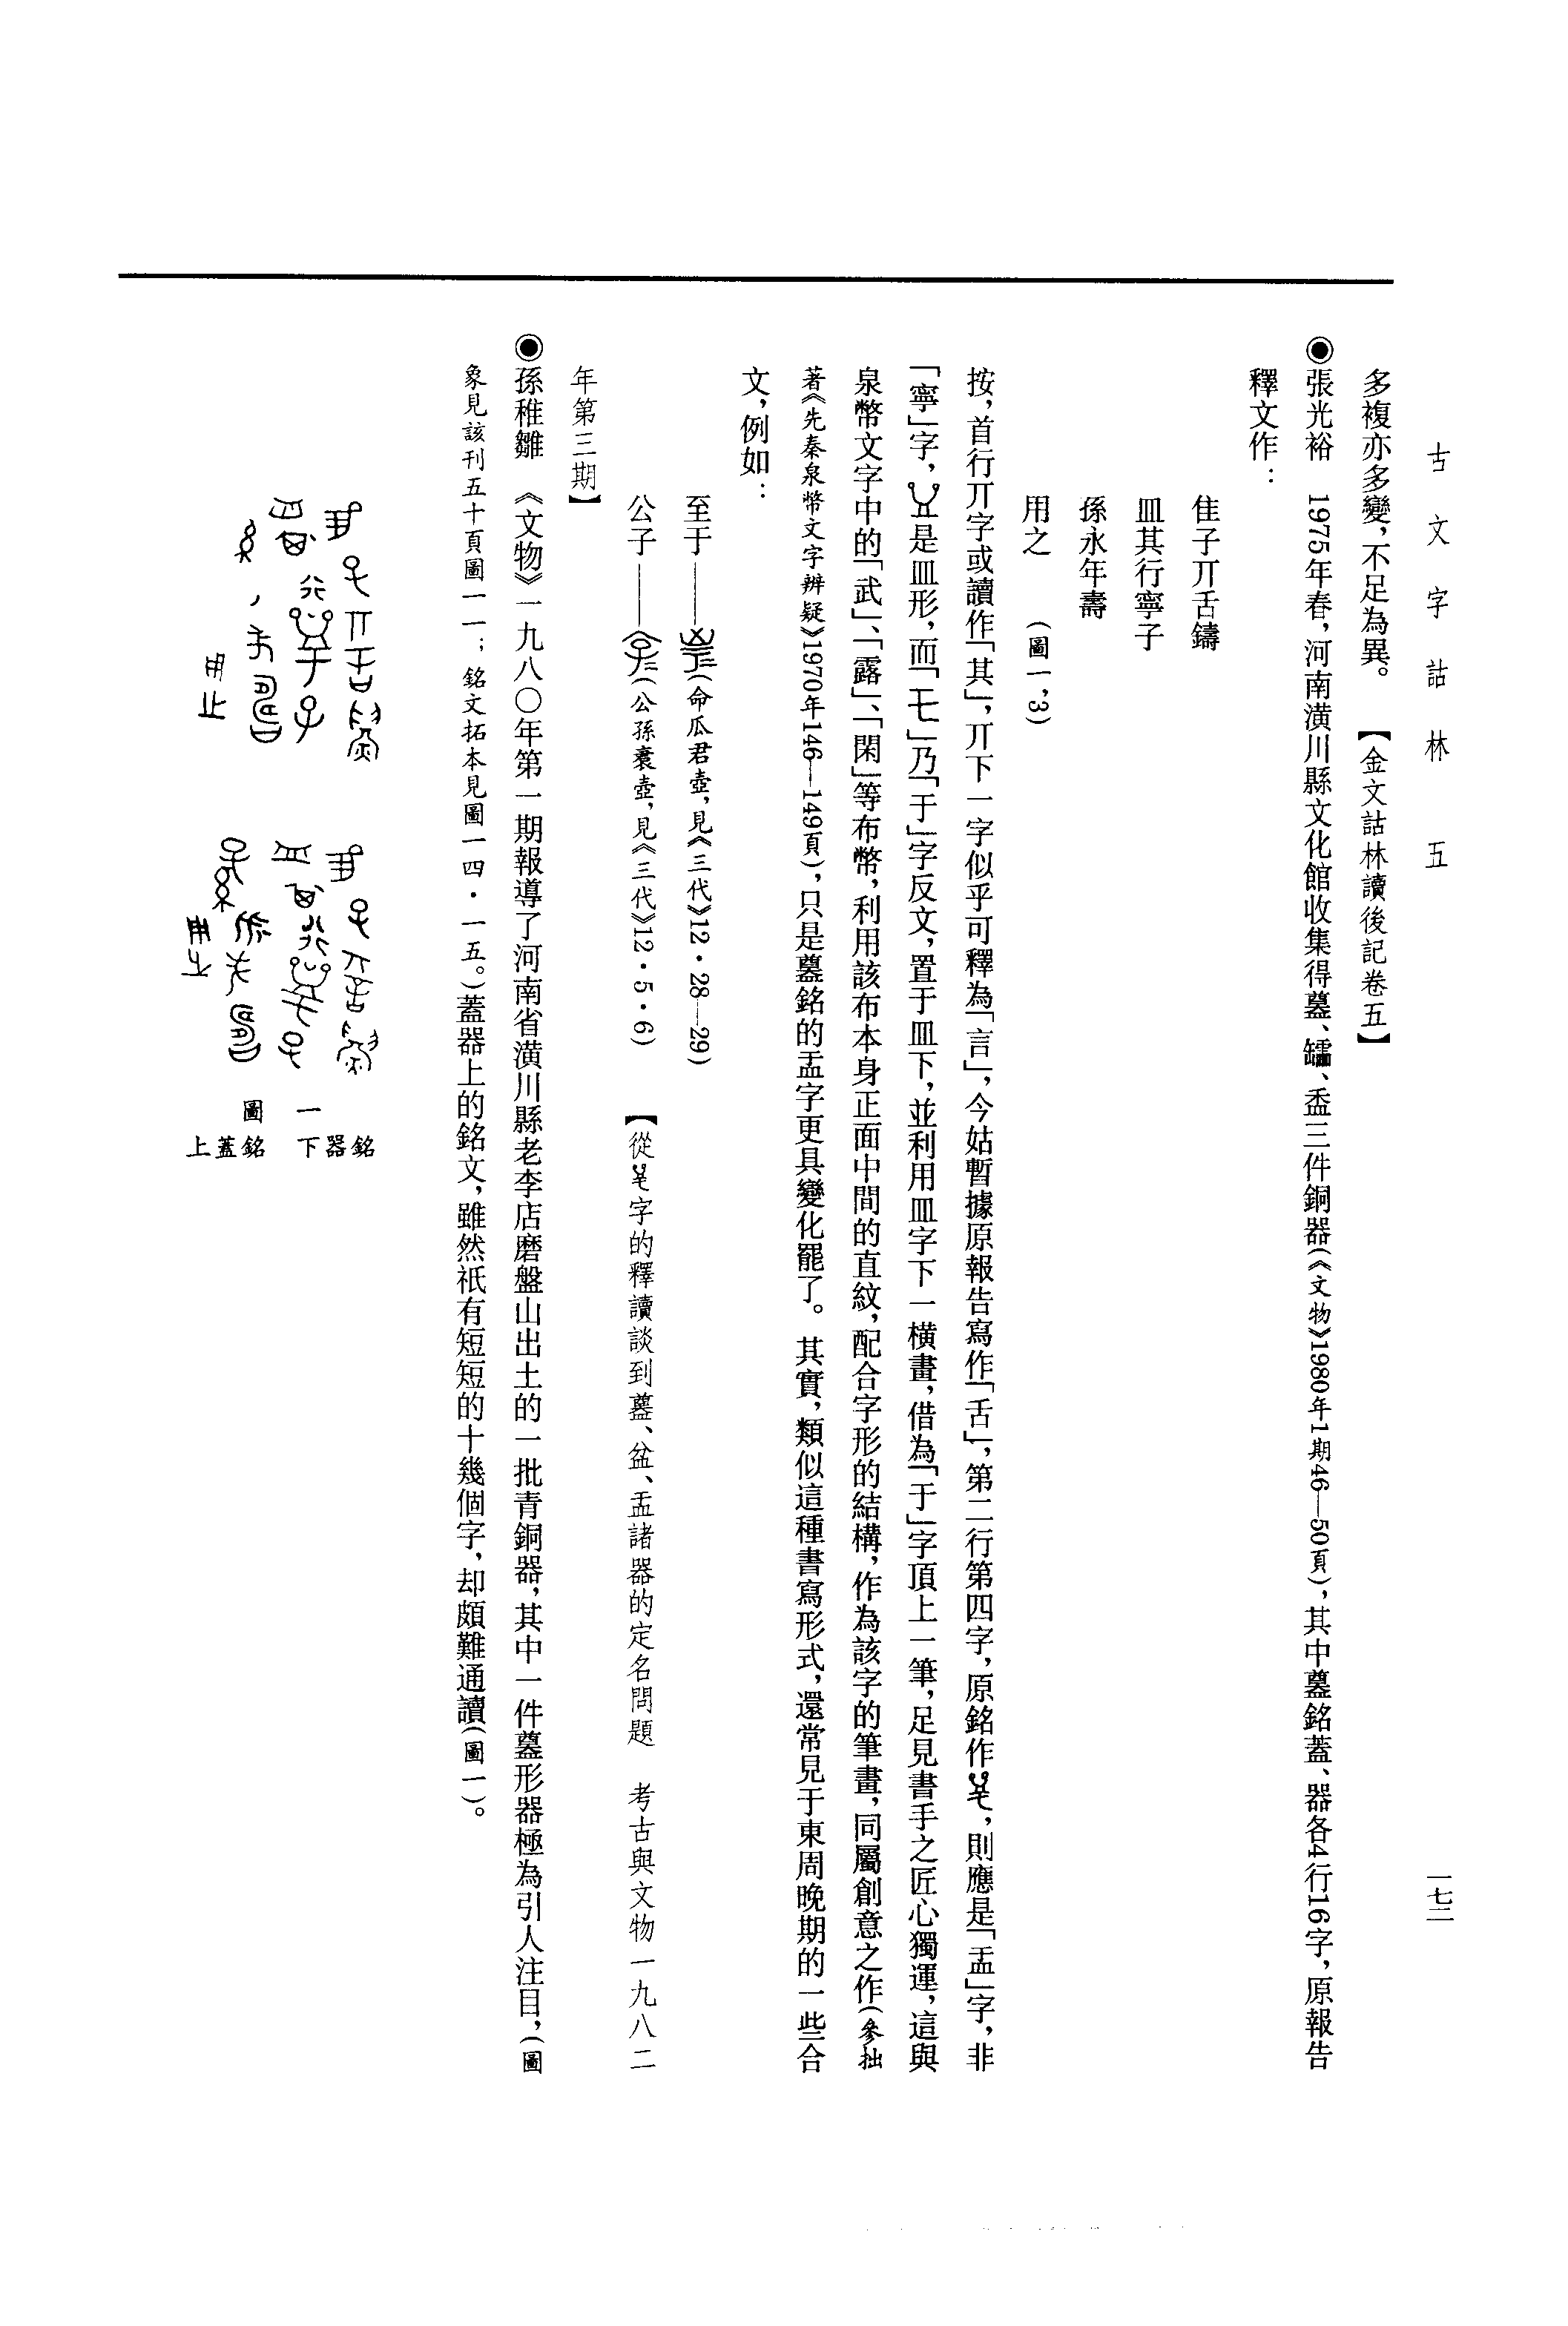 古文字詁林　五
一七二
多複亦多變，不足為異。【金文詁林讀後記卷五】
◉張光裕　1975年春，河南潢川縣文化館收集得䥷、鑐、盉三件銅器（《文物》1980年1期46—50頁），其中銘蓋、器各4行16字，原報告
釋文作：
隹子丌舌鑄
皿其行寧子
孫永年壽
用之　（圖一，3）
按，首行丌字或讀作「其」，丌下一字似乎可釋為「言」，今姑暫據原報告寫作「舌」，第二行第四字，原銘作，則應是「盂」字，非
「寧」字，是皿形，而「」乃「于」字反文，置于皿下，並利用皿字下一橫畫，借為「于」字頂上一筆，足見書手之匠心獨運，這與
泉幣文字中的「武」、「露」、「閑」等布幣，利用該布本身正面中間的直紋，配合字形的結構，作為該字的筆畫，同屬創意之作（參拙
著《先秦泉幣文字辨疑》1970年146—149頁），只是銘的盂字更具變化罷了。其實，類似這種書寫形式，還常見于東周晚期的一些合
文，例如：
至于——（命瓜君壺，見《三代》12·28—29）
公子——（公孫壺，見《三代》12·5·6）　【從字的釋讀談到、盆、盂諸器的定名問題　考古與文物一九八二
年第三期】
◉孫稚雛　《文物》一九八〇年第一期報導了河南省潢川縣老李店磨盤山出土的一批青銅器，其中一件形器極為引人注目，（圖
象見該刊五十頁圖一一；銘文拓本見圖一四·一五。）蓋器上的銘文，雖然祇有短短的十幾個字，却頗難通讀（圖一）。
圖　一
上蓋銘　下器銘